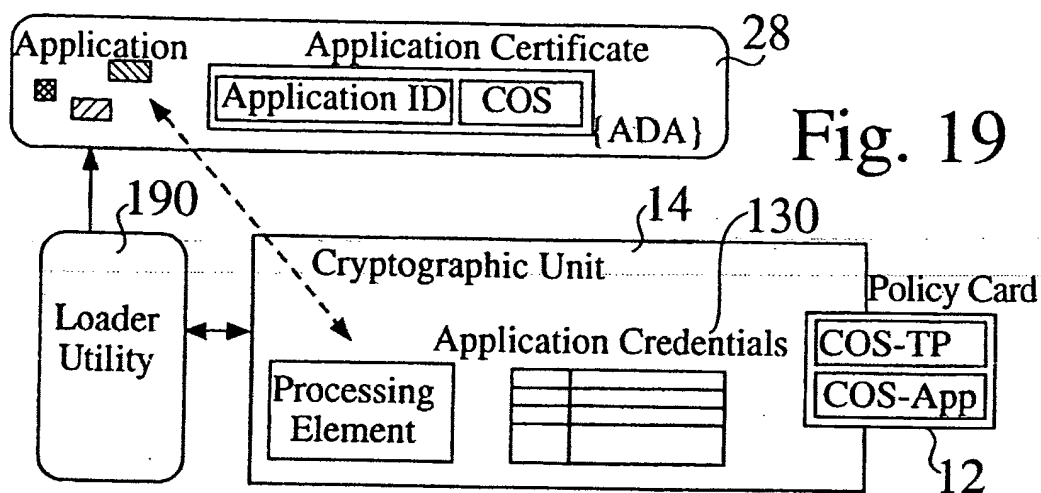 Application
Application Certificate
28
Application ID
COS
{ADA}
Fig. 19
190
14
130
Cryptographic Unit
Policy Card
Loader
Utility
Application Credentials
COS-TP
COS-App
Processing
Element
12